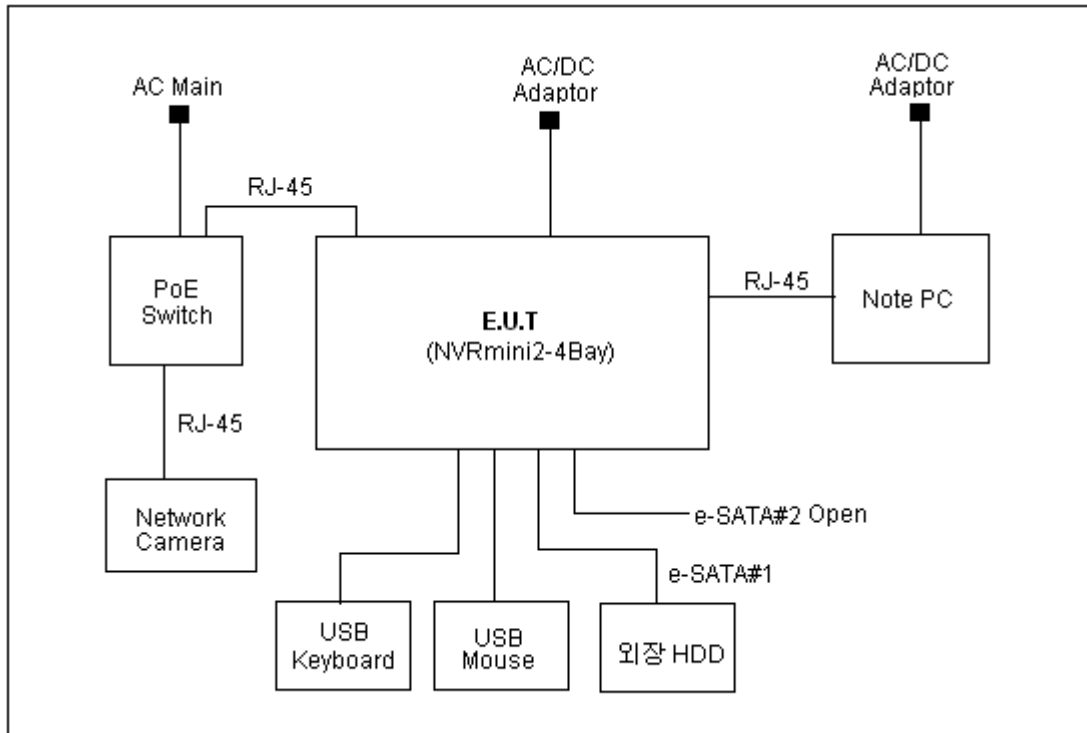 AC Main
AC/DC
Adaptor
AC/DC
Adaptor
RJ-45
PoE
Switch
E.U.T
(NVRmini2-4Bay)
RJ-45
Note PC
RJ-45
Network
Camera
e-SATA#2 Open
e-SATA#1
USB
Keyboard
USB
Mouse
외장 HDD